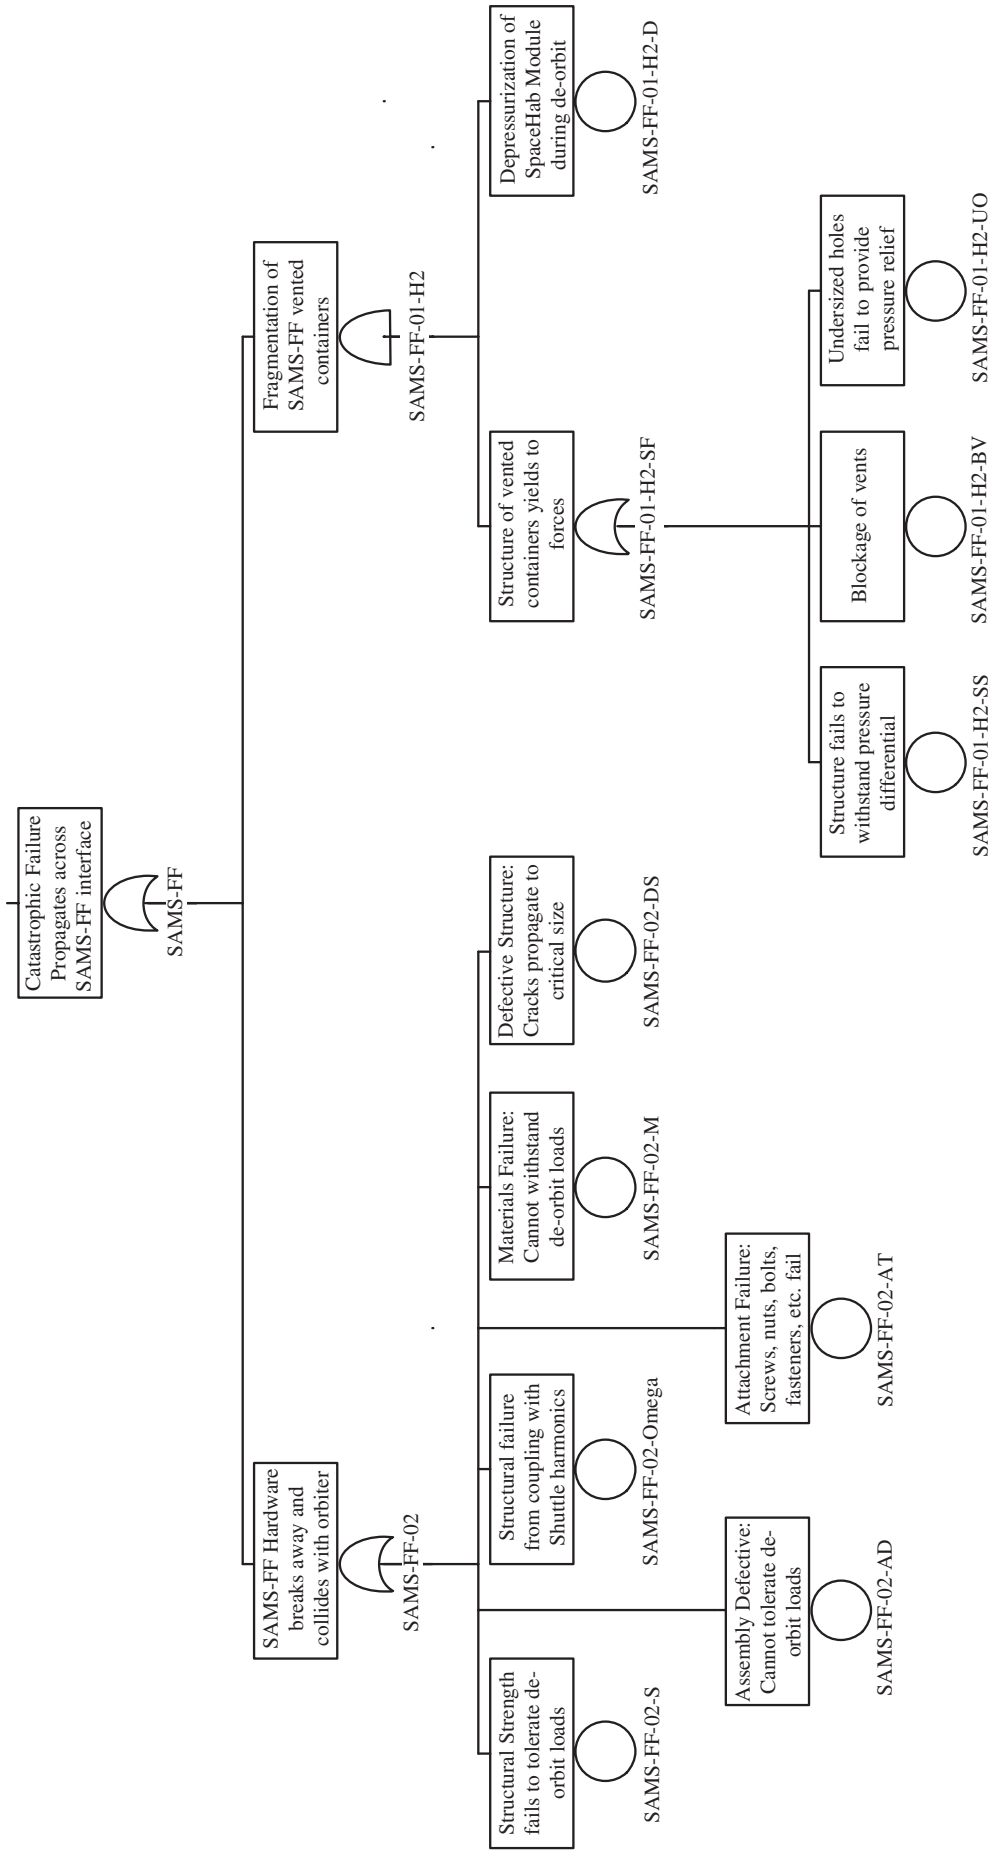 Catastrophic Failure
Propagates across
SAMS-FF interface
SAMS-FF
SAMS-FF Hardware
breaks away and
collides with orbiter
SAMS-FF-02
Fragmentation of
SAMS-FF vented
containers
SAMS-FF-01-H2
Structural Strength
fails to tolerate de-
orbit loads
SAMS-FF-02-S
Structural failure
from coupling with
Shuttle harmonics
SAMS-FF-02-Omega
Materials Failure:
Cannot withstand
de-orbit loads
SAMS-FF-02-M
Defective Structure:
Cracks propagate to
critical size
SAMS-FF-02-DS
Structure of vented
containers yields to
forces
SAMS-FF-01-H2-SF
Depressurization of
SpaceHab Module
during de-orbit
SAMS-FF-01-H2-D
Assembly Defective:
Cannot tolerate de-
orbit loads
SAMS-FF-02-AD
Attachment Failure:
Screws, nuts, bolts,
fasteners, etc. fail
SAMS-FF-02-AT
Structure fails to
withstand pressure
differential
SAMS-FF-01-H2-SS
Blockage of vents
SAMS-FF-01-H2-BV
Undersized holes
fail to provide
pressure relief
SAMS-FF-01-H2-UO